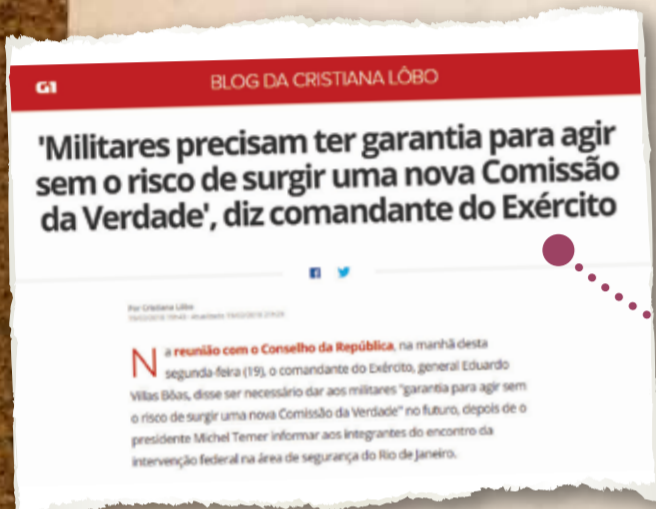 G1
BLOG DA CRISTIANA LÔBO
'Militares precisam ter garantia para agir
sem o risco de surgir uma nova Comissão
da Verdade', diz comandante do Exército
Por Cristiana Lôbo
Na reunião com o Conselho da República, na manhã desta
segunda-feira (19), o comandante do Exército, general Eduardo
Villas Bôas, disse ser necessário dar aos militares "garantia para agir sem
o risco de surgir uma nova Comissão da Verdade" no futuro, depois de o
presidente Michel Temer informar aos integrantes do encontro da
intervenção federal na área de segurança do Rio de Janeiro.